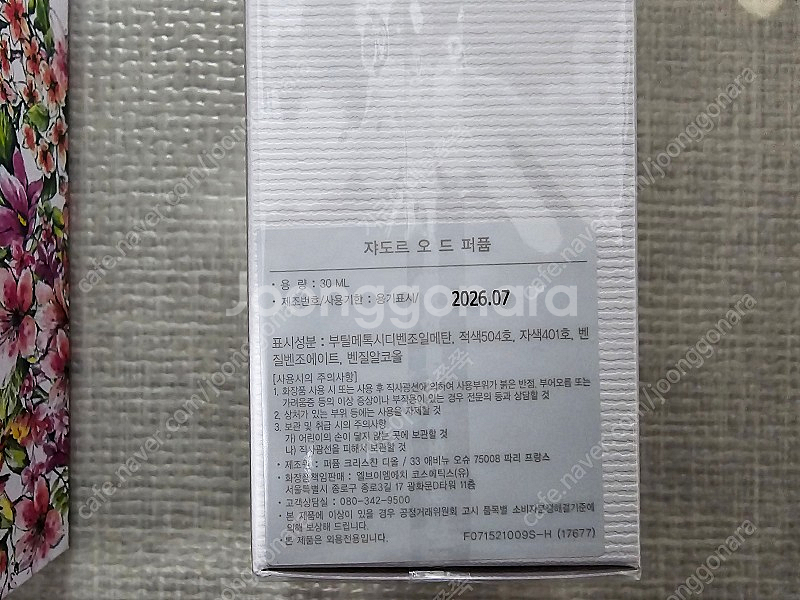 쟈도르 오 드 퍼퓸
· 용 량 : 30 ML
· 제조번호/사용기한 : 용기표시/ 2026.07
표시성분 : 부틸메톡시디벤조일메탄, 적색504호, 자색401호, 벤
질벤조에이트, 벤질알코올
[사용시의 주의사항]
1. 화장품 사용 시 또는 사용 후 직사광선에 의하여 사용부위가 붉은 반점, 부어오름 또는
가려움증 등의 이상 증상이나 부작용이 있는 경우 전문의 등과 상담할 것
2. 상처가 있는 부위 등에는 사용을 자제할 것
3. 보관 및 취급 시의 주의사항
가) 어린이의 손이 닿지 않는 곳에 보관할 것
나) 직사광선을 피해서 보관할 것
· 제조원 : 퍼퓸 크리스챤 디올 / 33 애비뉴 오슈 75008 파리 프랑스
· 화장품책임판매업자 : 엘브이엠에치 코스메틱스(유)
서울특별시 종로구 종로3길 17 광화문D타워 11층
· 고객상담실 : 080-342-9500
· 본 제품에 이상이 있을 경우 공정거래위원회 고시 품목별 소비자분쟁해결기준에
의해 보상해 드립니다.
· 본 제품은 외용전용입니다. F071521009S-H (17677)
joonggonara
cafe.naver.com/joonggonara